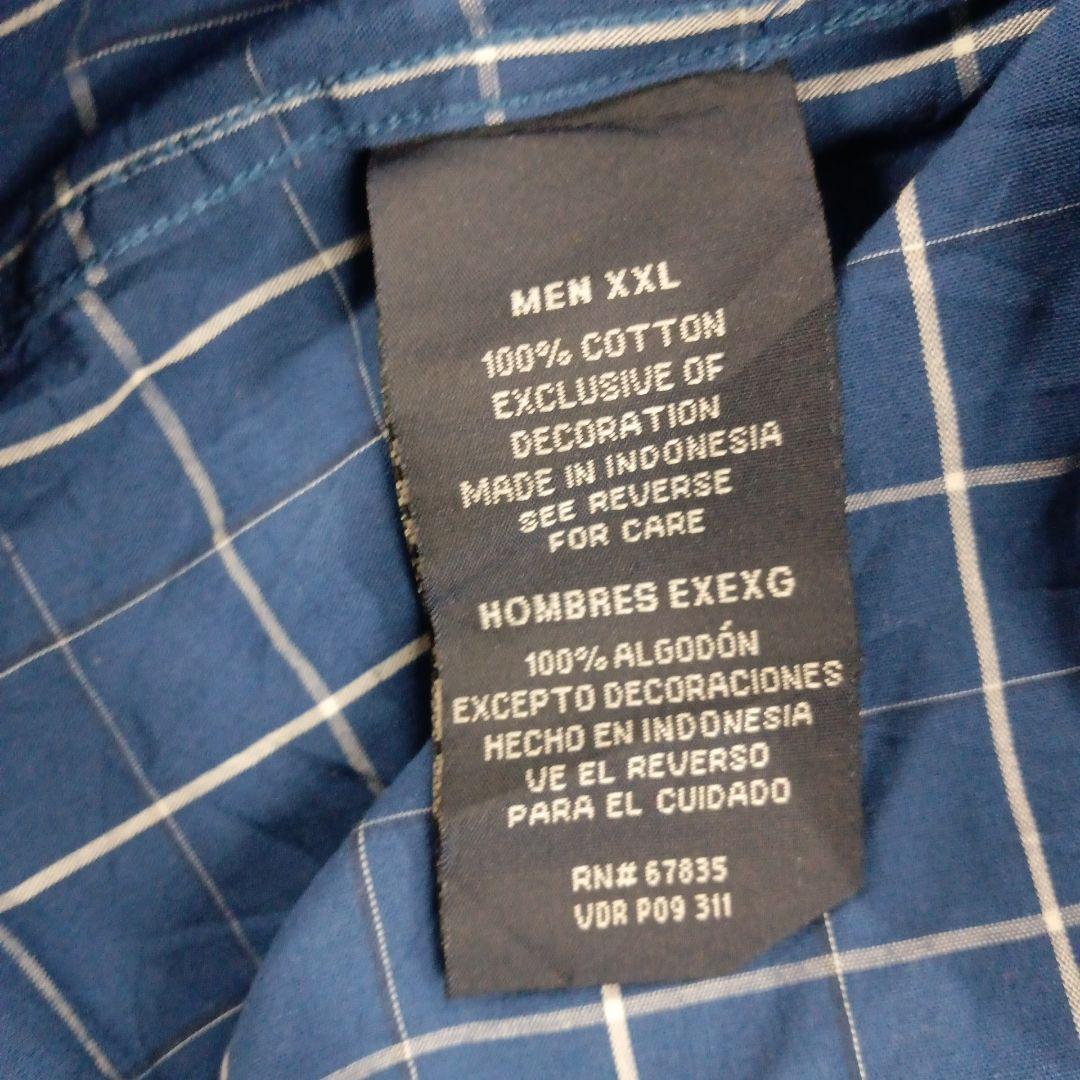 MEN XXL
100% COTTON
EXCLUSIVE OF
DECORATION
MADE IN INDONESIA
SEE REVERSE
FOR CARE
HOMBRES EXEXG
100% ALGODÓN
EXCEPTO DECORACIONES
HECHO EN INDONESIA
VE EL REVERSO
PARA EL CUIDADO
RN# 67835
VDR P09 311